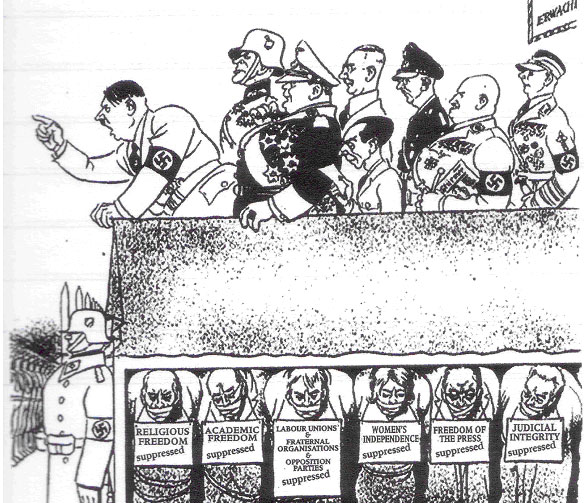 ERWACHE
RELIGIOUS
FREEDOM
suppressed
ACADEMIC
FREEDOM
suppressed
LABOUR UNIONS'
&
FRATERNAL
ORGANISATIONS
&
OPPOSITION
PARTIES
suppressed
WOMEN'S
INDEPENDENCE
suppressed
FREEDOM OF
THE PRESS
suppressed
JUDICIAL
INTEGRITY
suppressed